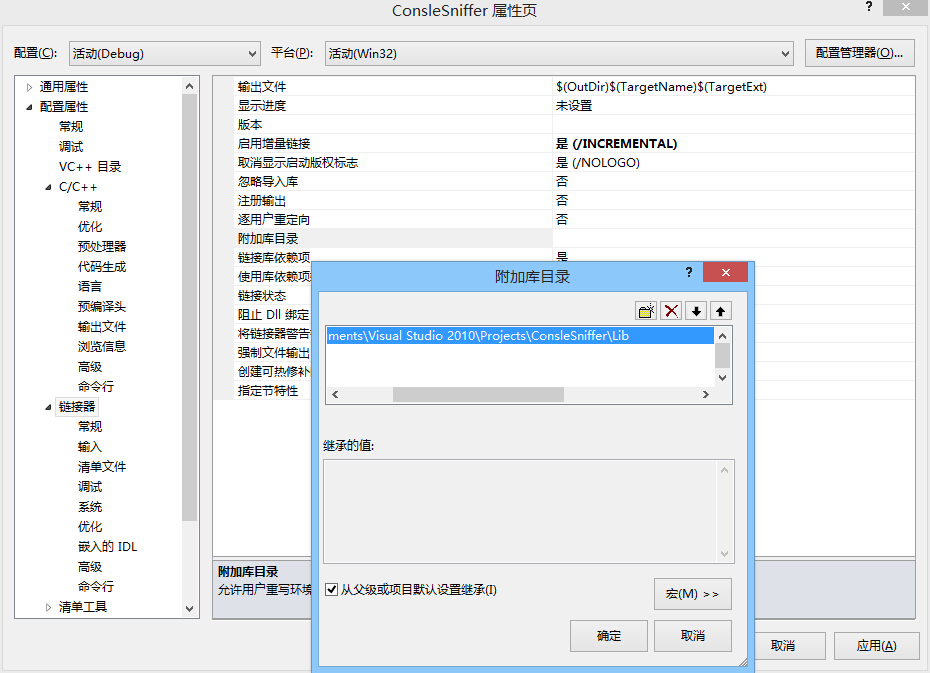 ConsleSniffer 属性页
配置(C): 活动(Debug) 平台(P): 活动(Win32) 配置管理器(O)...
通用属性
配置属性
常规
调试
VC++ 目录
C/C++
常规
优化
预处理器
代码生成
语言
预编译头
输出文件
浏览信息
高级
命令行
链接器
常规
输入
清单文件
调试
系统
优化
嵌入的 IDL
高级
命令行
清单工具
输出文件 $(OutDir)$(TargetName)$(TargetExt)
显示进度 未设置
版本
启用增量链接 是 (/INCREMENTAL)
取消显示启动版权标志 是 (/NOLOGO)
忽略导入库 否
注册输出 否
逐用户重定向 否
附加库目录
链接库依赖项 是
使用库依赖项
链接状态
阻止 Dll 绑定
将链接器警告
强制文件输出
创建可热修补
指定节特性
附加库目录
允许用户重写环境
附加库目录
ments\Visual Studio 2010\Projects\ConsleSniffer\Lib
继承的值:
从父级或项目默认设置继承(I)
宏(M) >>
确定 取消
取消 应用(A)